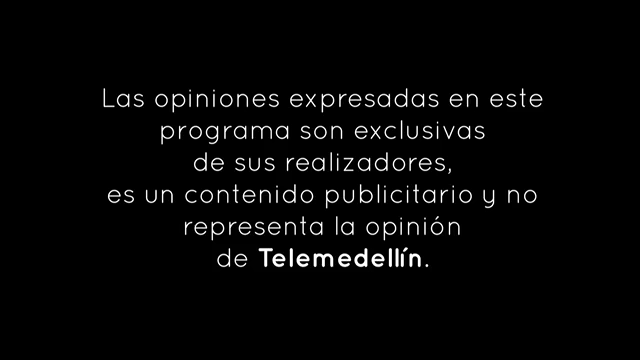 Las opiniones expresadas en este
programa son exclusivas
de sus realizadores,
es un contenido publicitario y no
representa la opinión
de Telemedellín.